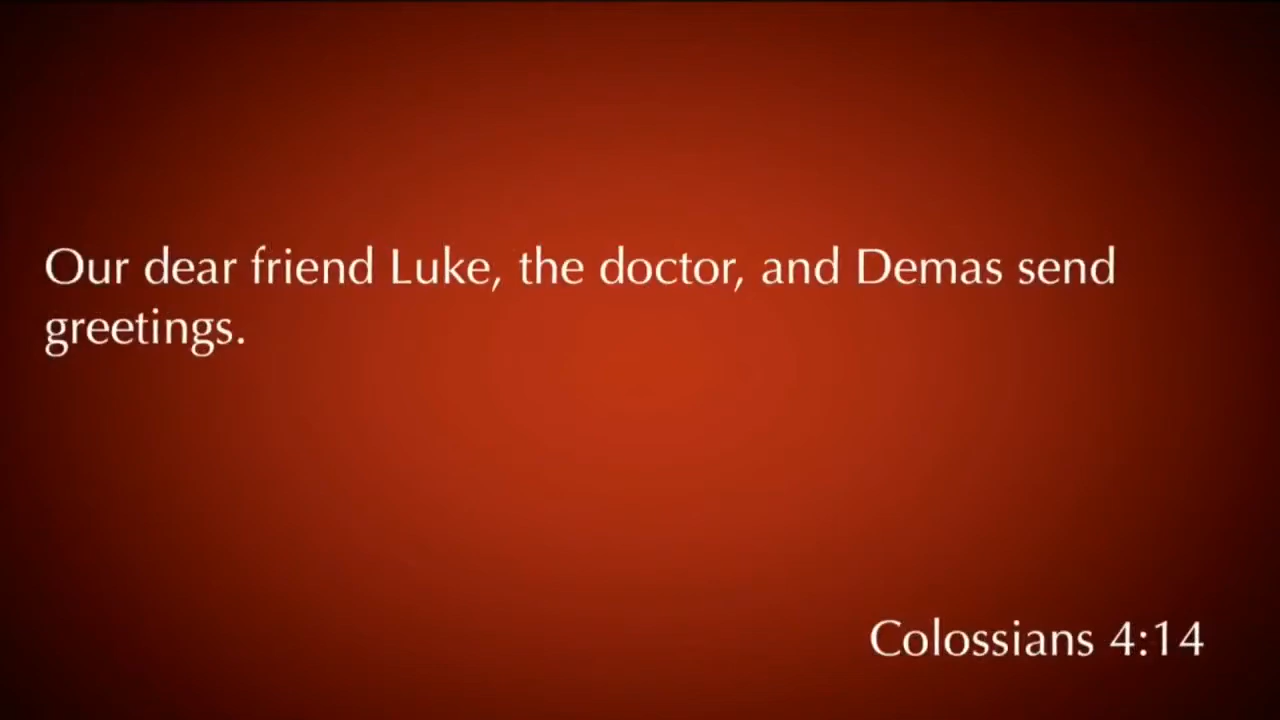 Our dear friend Luke, the doctor, and Demas send
greetings.
Colossians 4:14